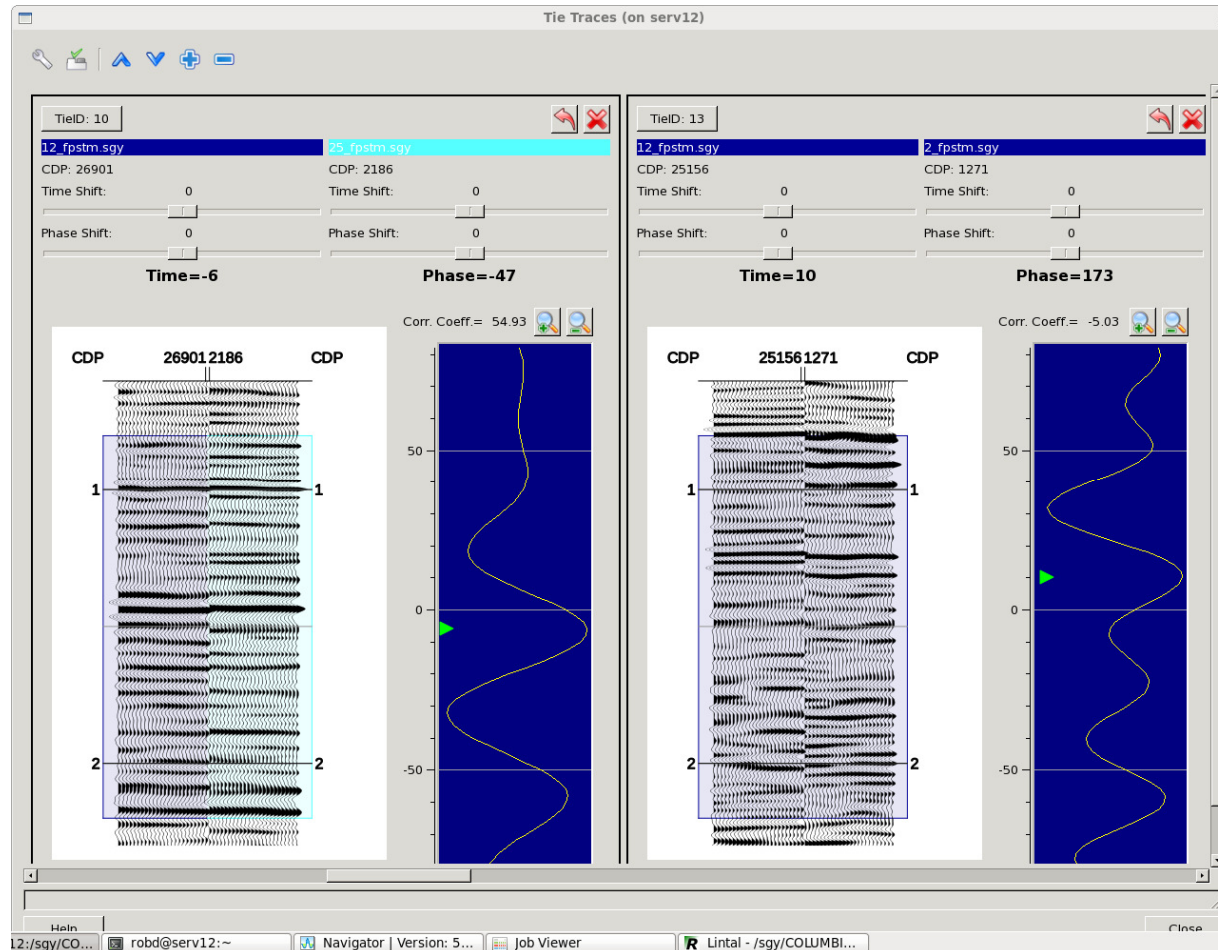 Tie Traces (on serv12)
TieID: 10
12_fpstm.sgy 25_fpstm.sgy
CDP: 26901 CDP: 2186
Time Shift: 0 Time Shift: 0
Phase Shift: 0 Phase Shift: 0
Time=-6 Phase=-47
Corr. Coeff.= 54.93
CDP 26901 2186 CDP
1 1
2 2
50
0
-50
TieID: 13
12_fpstm.sgy 2_fpstm.sgy
CDP: 25156 CDP: 1271
Time Shift: 0 Time Shift: 0
Phase Shift: 0 Phase Shift: 0
Time=10 Phase=173
Corr. Coeff.= -5.03
CDP 25156 1271 CDP
1 1
2 2
50
0
-50
Help Close
12:/sgy/CO... robd@serv12:~ Navigator | Version: 5... Job Viewer R Lintal - /sgy/COLUMBI...